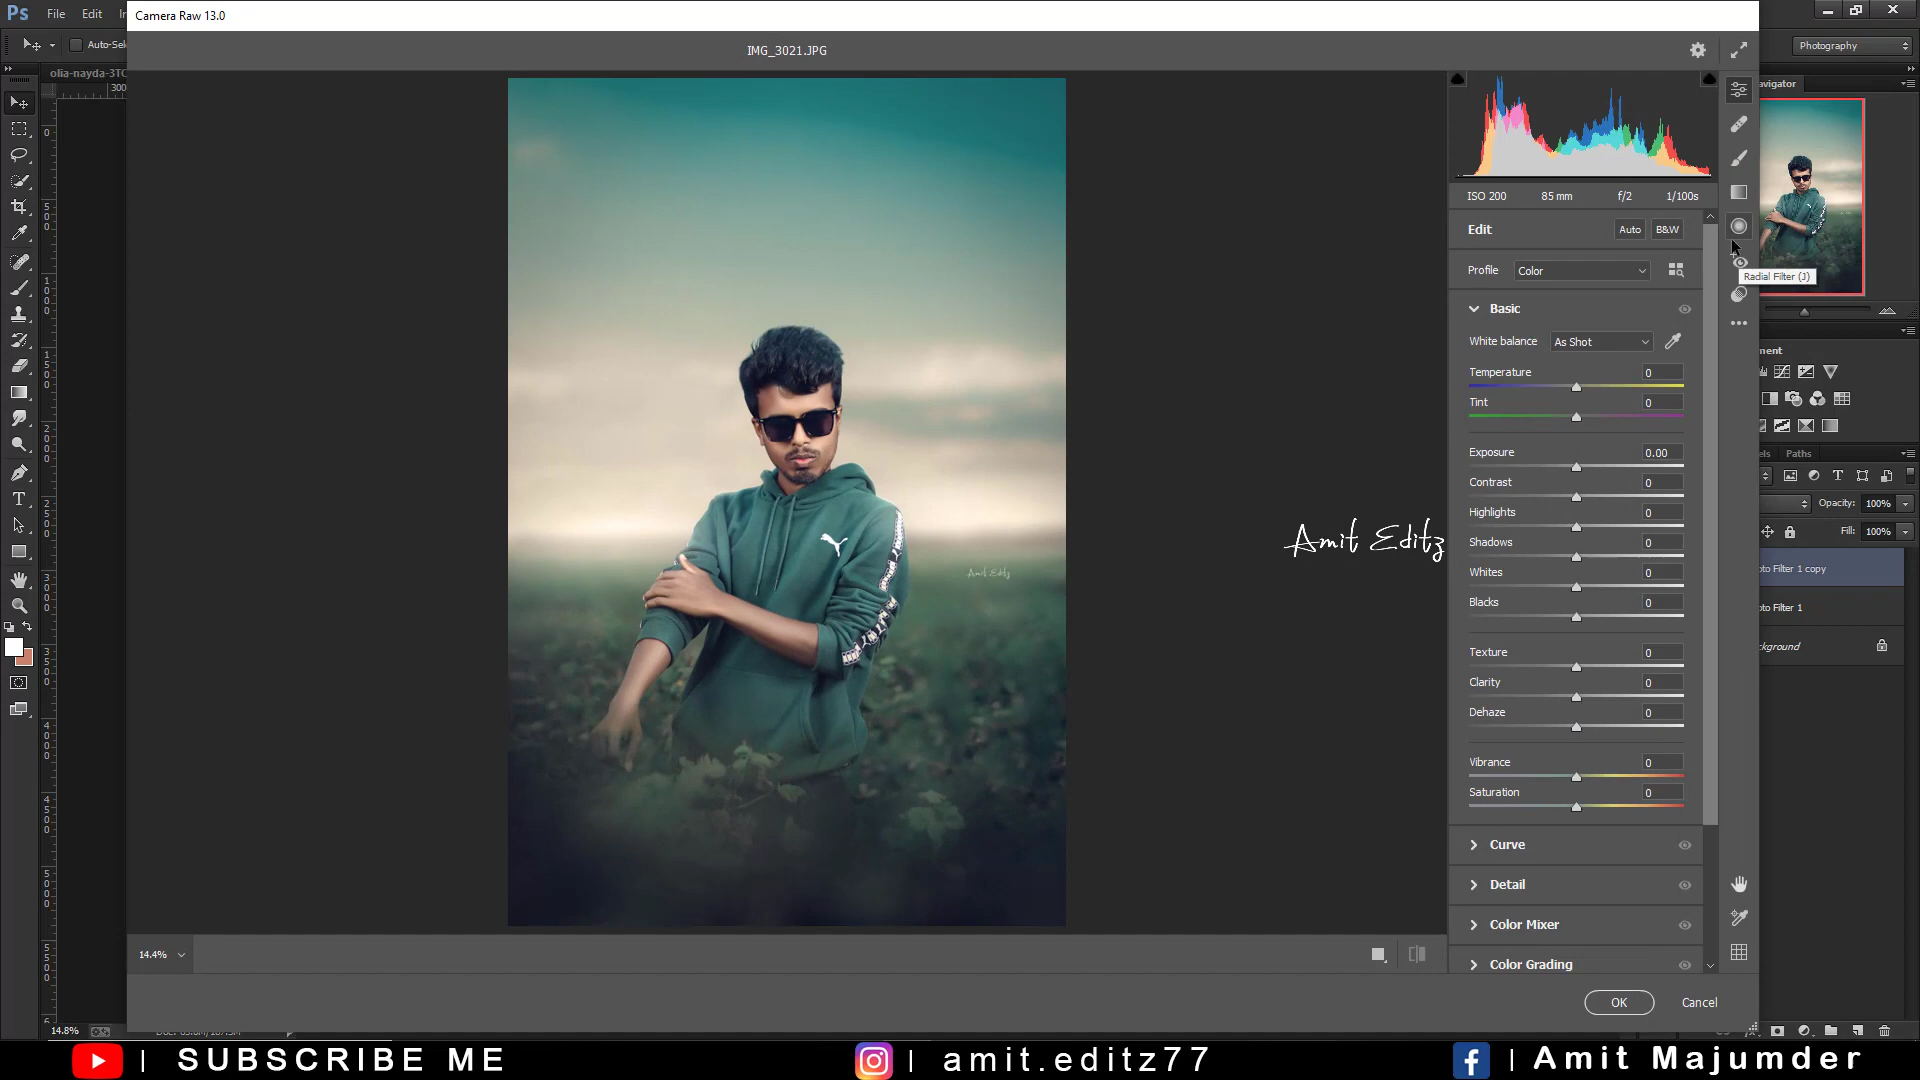 Ps File Edit
Camera Raw 13.0
Auto-Sel
IMG_3021.JPG
Photography
olia-nayda-3TC
300
avigator
ISO 200 85 mm f/2 1/100s
Edit Auto B&W
Profile Color
Radial Filter (J)
Basic
White balance As Shot
Temperature 0
Tint 0
Exposure 0.00
Contrast 0
Highlights 0
Shadows 0
Whites 0
Blacks 0
Texture 0
Clarity 0
Dehaze 0
Vibrance 0
Saturation 0
Curve
Detail
Color Mixer
Color Grading
ment
els Paths
Opacity: 100%
Fill: 100%
oto Filter 1 copy
oto Filter 1
kground
Amit Editz
Amit Editz
14.4%
OK Cancel
14.8%
SUBSCRIBE ME | amit.editz77 | Amit Majumder